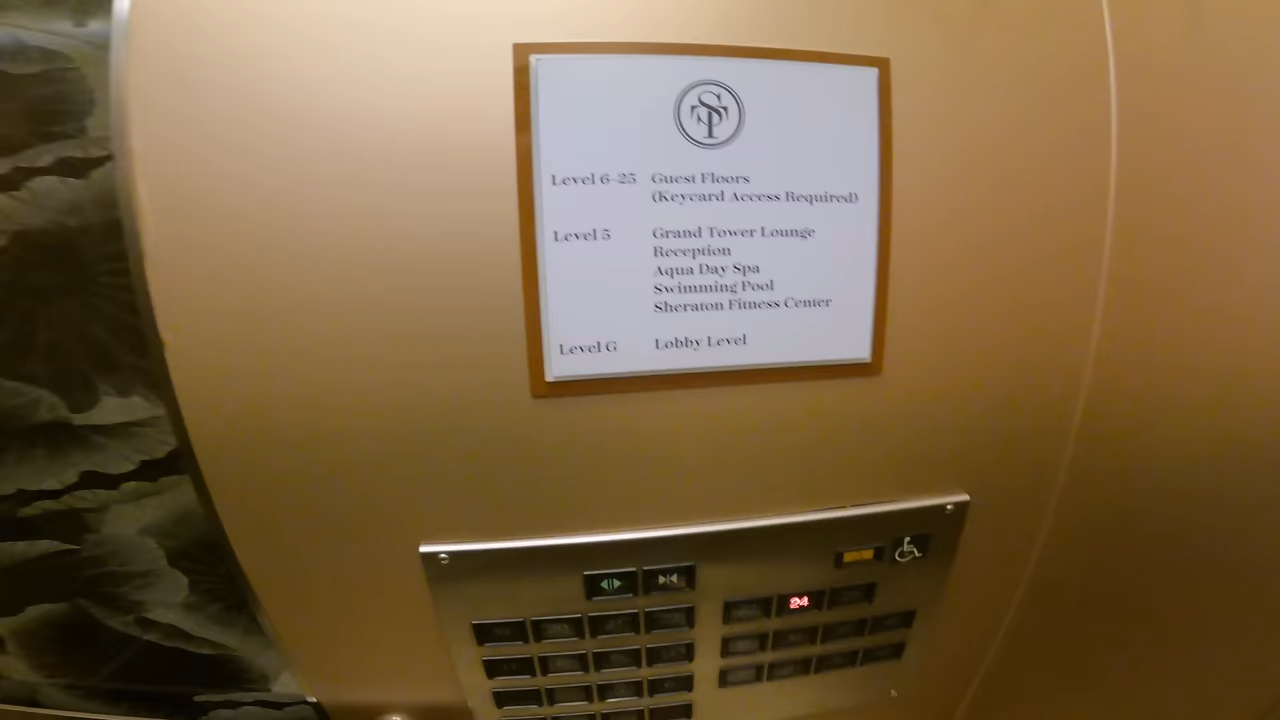 Level 6-25 Guest Floors
(Keycard Access Required)
Level 5 Grand Tower Lounge
Reception
Aqua Day Spa
Swimming Pool
Sheraton Fitness Center
Level G Lobby Level
24